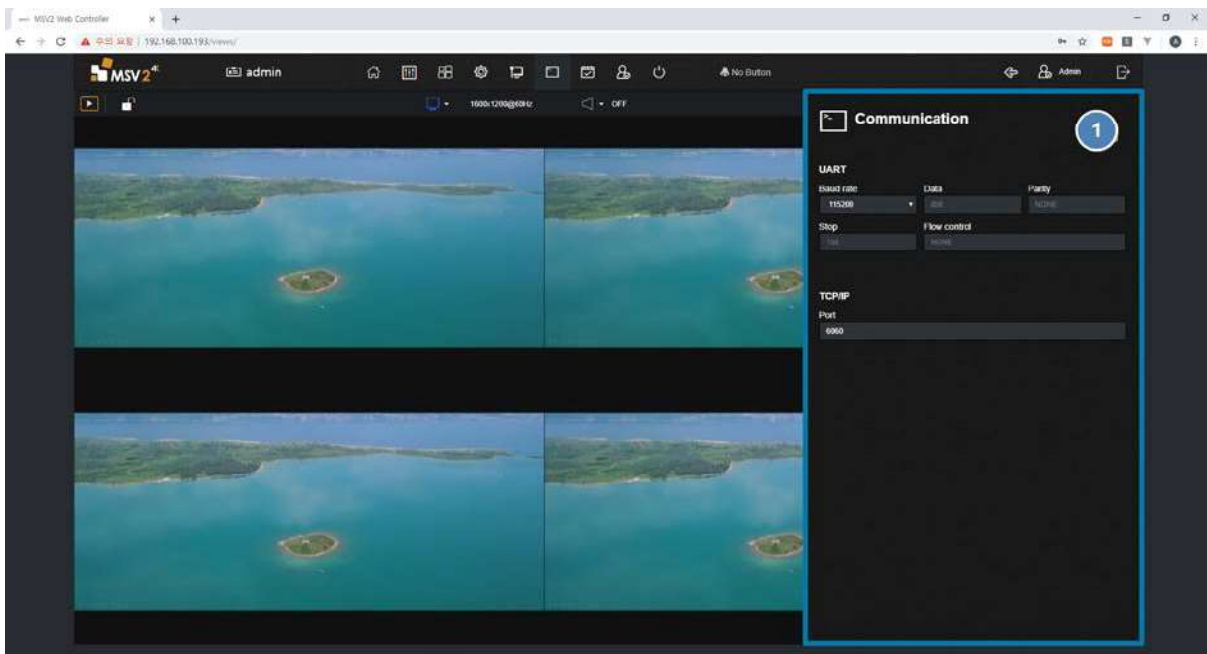 MSV2 Web Controller
주의 요함 | 192.168.100.193/views/
MSV2 4K
admin
No Button
Admin
1600x1200@60Hz
OFF
Communication
1
UART
Baud rate
Data
Parity
115200
NONE
Stop
Flow control
NONE
TCP/IP
Port
6060